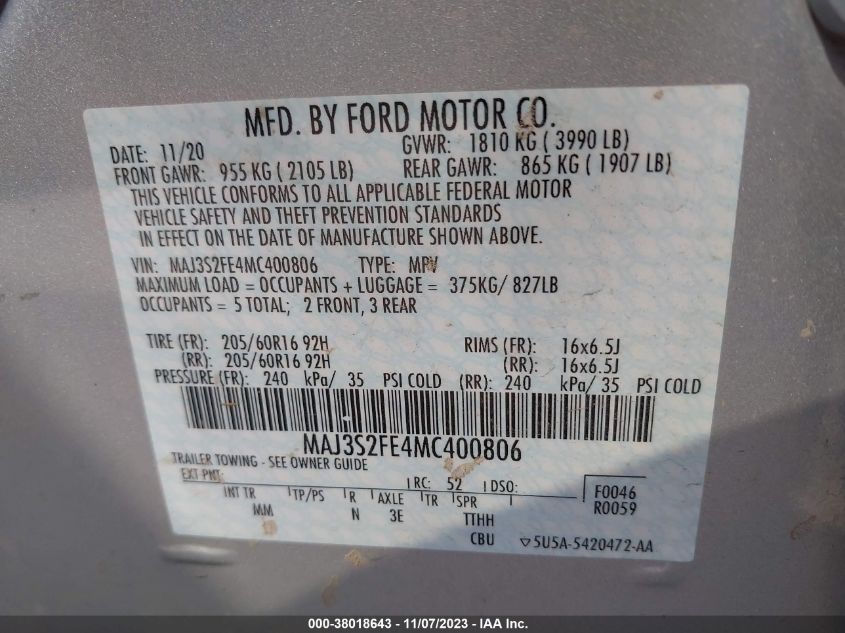 MFD. BY FORD MOTOR CO.
DATE: 11/20 GVWR: 1810 KG ( 3990 LB)
FRONT GAWR: 955 KG ( 2105 LB) REAR GAWR: 865 KG ( 1907 LB)
THIS VEHICLE CONFORMS TO ALL APPLICABLE FEDERAL MOTOR
VEHICLE SAFETY AND THEFT PREVENTION STANDARDS
IN EFFECT ON THE DATE OF MANUFACTURE SHOWN ABOVE.
VIN: MAJ3S2FE4MC400806 TYPE: MPV
MAXIMUM LOAD = OCCUPANTS + LUGGAGE = 375KG/ 827LB
OCCUPANTS = 5 TOTAL; 2 FRONT, 3 REAR
TIRE (FR): 205/60R16 92H RIMS (FR): 16x6.5J
(RR): 205/60R16 92H (RR): 16x6.5J
PRESSURE (FR): 240 kPa/ 35 PSI COLD (RR): 240 kPa/ 35 PSI COLD
MAJ3S2FE4MC400806
TRAILER TOWING - SEE OWNER GUIDE
EXT PNT: RC: 52 DSO: F0046
INT TR TP/PS R AXLE TR SPR R0059
MM N 3E TTHH
CBU 5U5A-5420472-AA
000-38018643 - 11/07/2023 - IAA Inc.